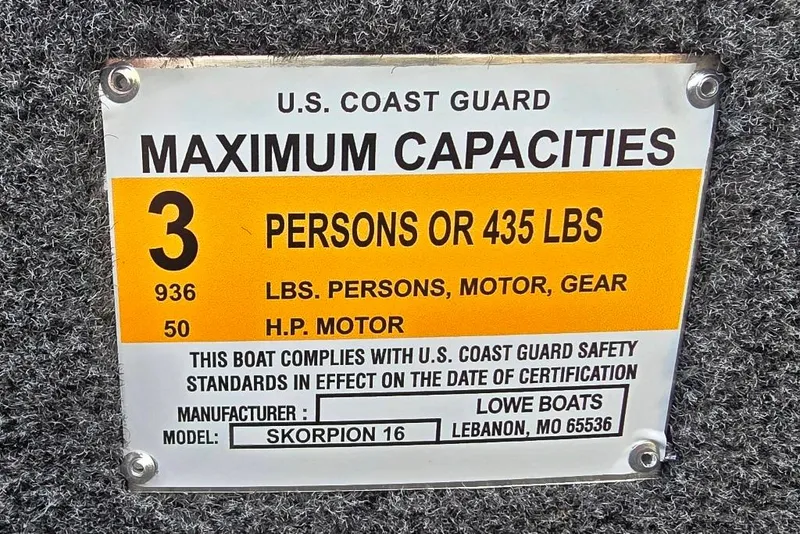 U.S. COAST GUARD
MAXIMUM CAPACITIES
3 PERSONS OR 435 LBS
936 LBS. PERSONS, MOTOR, GEAR
50 H.P. MOTOR
THIS BOAT COMPLIES WITH U.S. COAST GUARD SAFETY
STANDARDS IN EFFECT ON THE DATE OF CERTIFICATION
MANUFACTURER : LOWE BOATS
MODEL: SKORPION 16 LEBANON, MO 65536